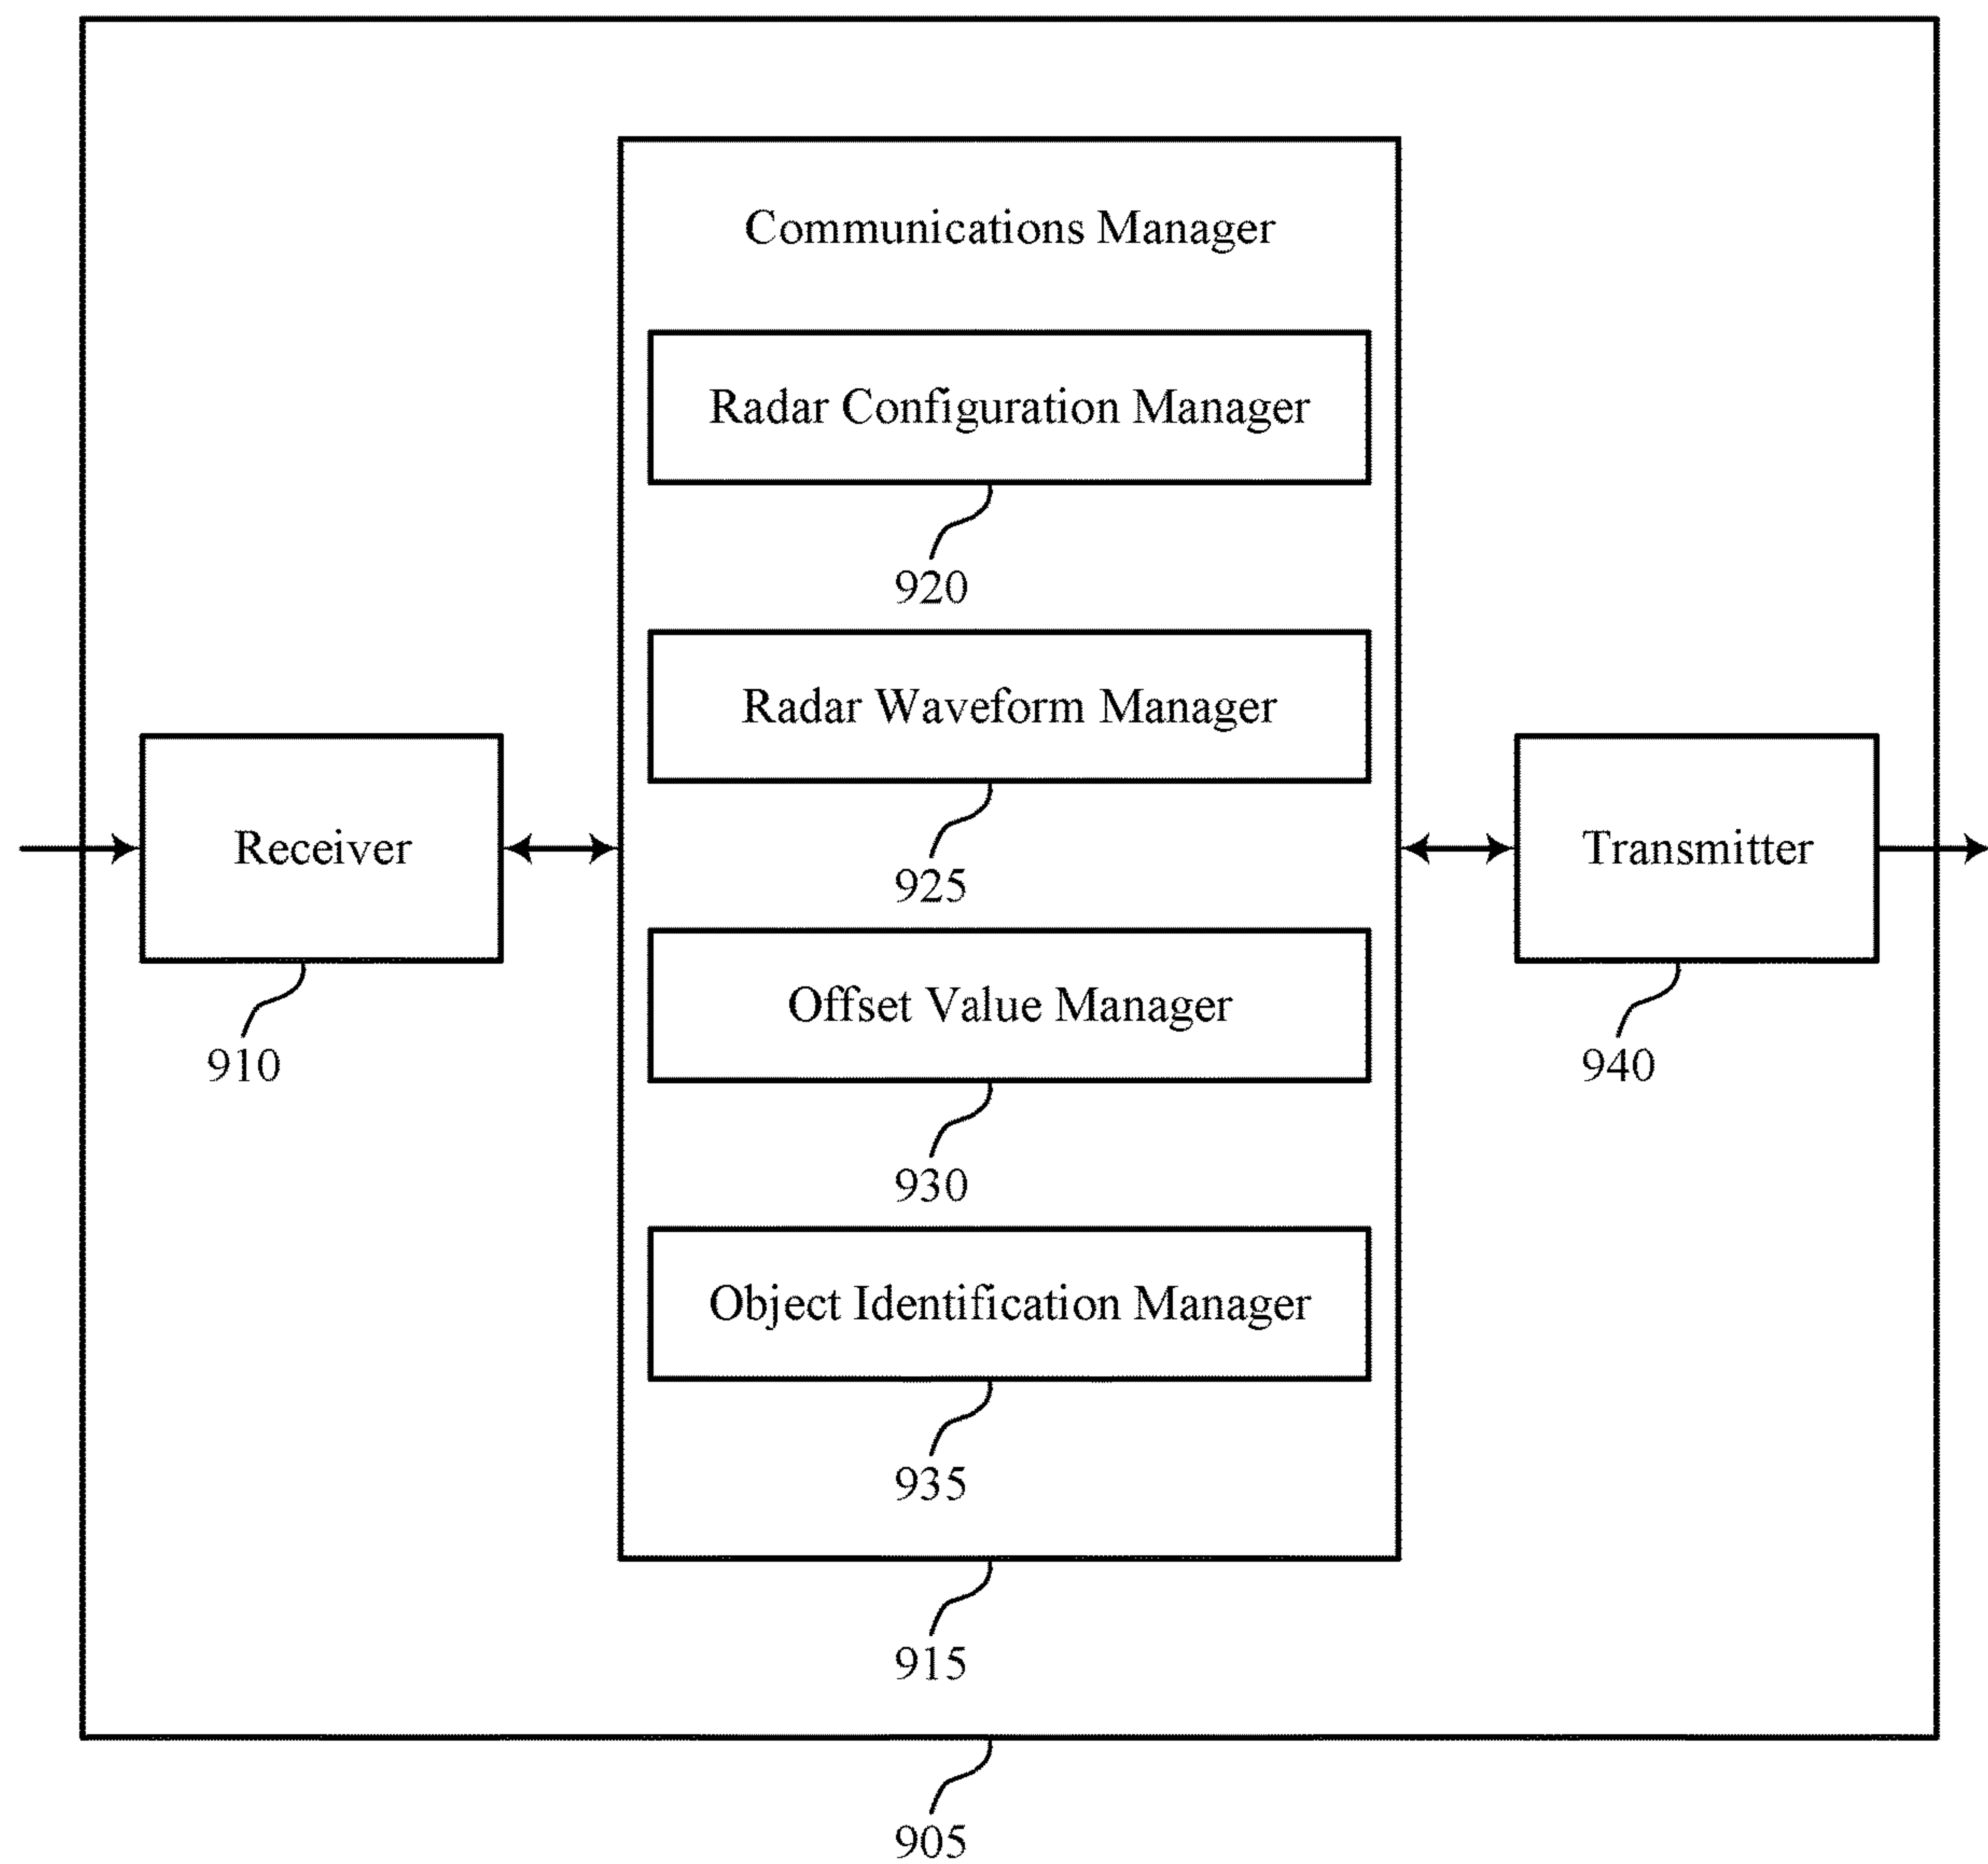 Communications Manager
Radar Configuration Manager
920
Radar Waveform Manager
925
Receiver
910
Offset Value Manager
930
Object Identification Manager
935
Transmitter
940
915
905